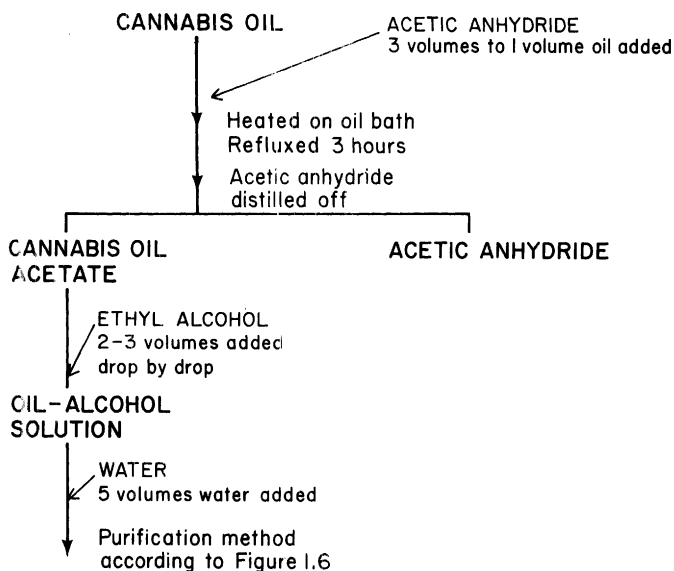 CANNABIS OIL
ACETIC ANHYDRIDE
3 volumes to 1 volume oil added
Heated on oil bath
Refluxed 3 hours
Acetic anhydride
distilled off
CANNABIS OIL
ACETATE
ACETIC ANHYDRIDE
ETHYL ALCOHOL
2-3 volumes added
drop by drop
OIL-ALCOHOL
SOLUTION
WATER
5 volumes water added
Purification method
according to Figure 1.6